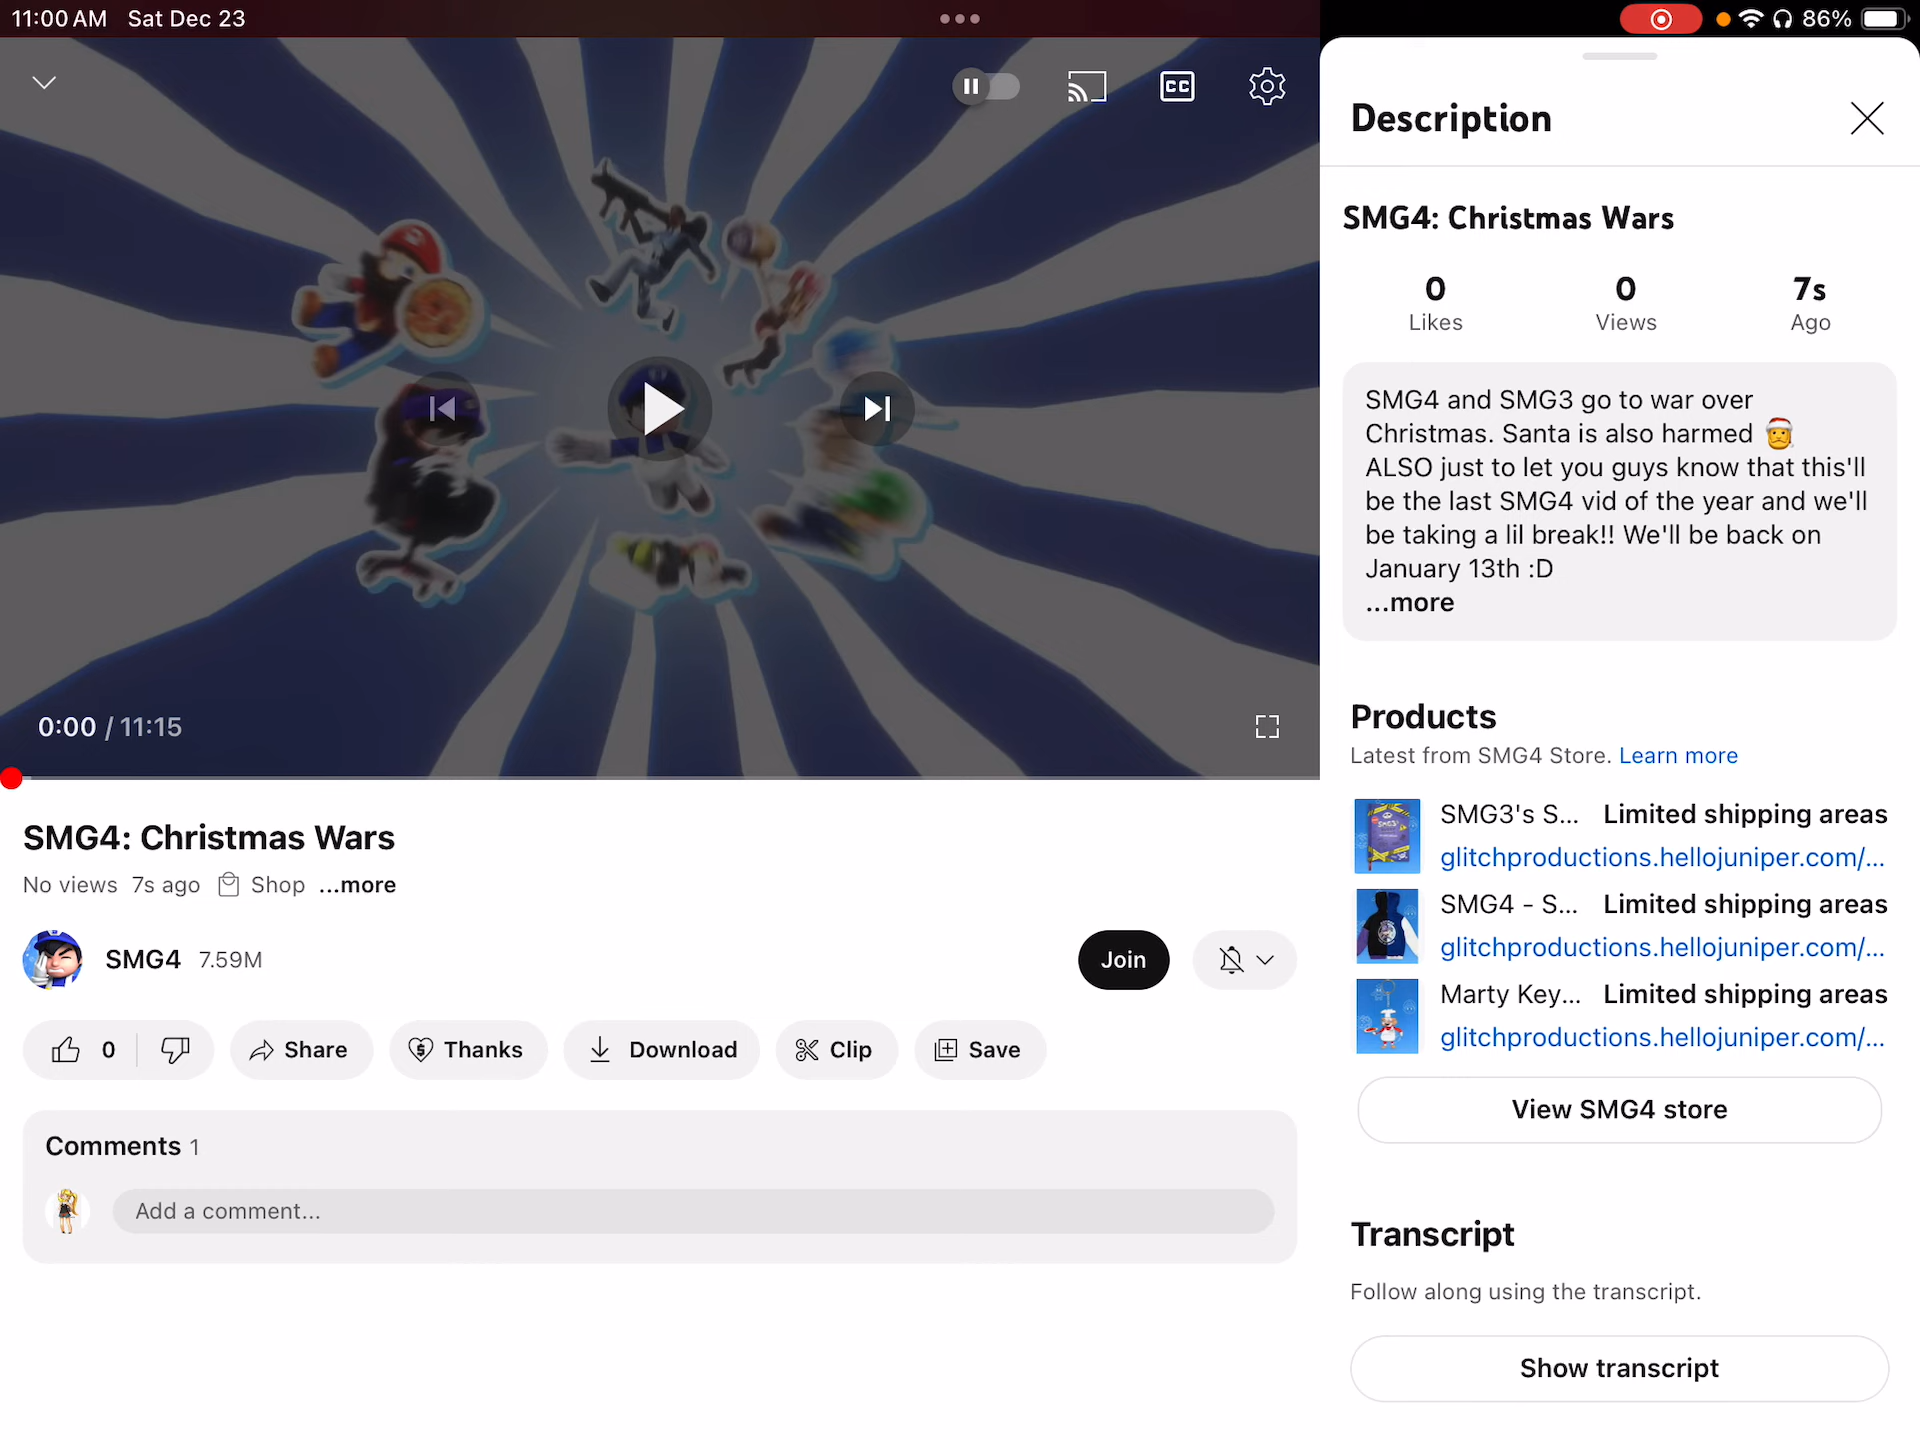 11:00 AM Sat Dec 23
86%
CC
0:00 / 11:15
SMG4: Christmas Wars
No views 7s ago Shop ...more
SMG4 7.59M
Join
0
Share
Thanks
Download
Clip
Save
Comments 1
Add a comment...
Description
SMG4: Christmas Wars
0 0 7s
Likes Views Ago
SMG4 and SMG3 go to war over
Christmas. Santa is also harmed 🎅
ALSO just to let you guys know that this'll
be the last SMG4 vid of the year and we'll
be taking a lil break!! We'll be back on
January 13th :D
...more
Products
Latest from SMG4 Store. Learn more
SMG3's S... Limited shipping areas
glitchproductions.hellojuniper.com/...
SMG4 - S... Limited shipping areas
glitchproductions.hellojuniper.com/...
Marty Key... Limited shipping areas
glitchproductions.hellojuniper.com/...
View SMG4 store
Transcript
Follow along using the transcript.
Show transcript